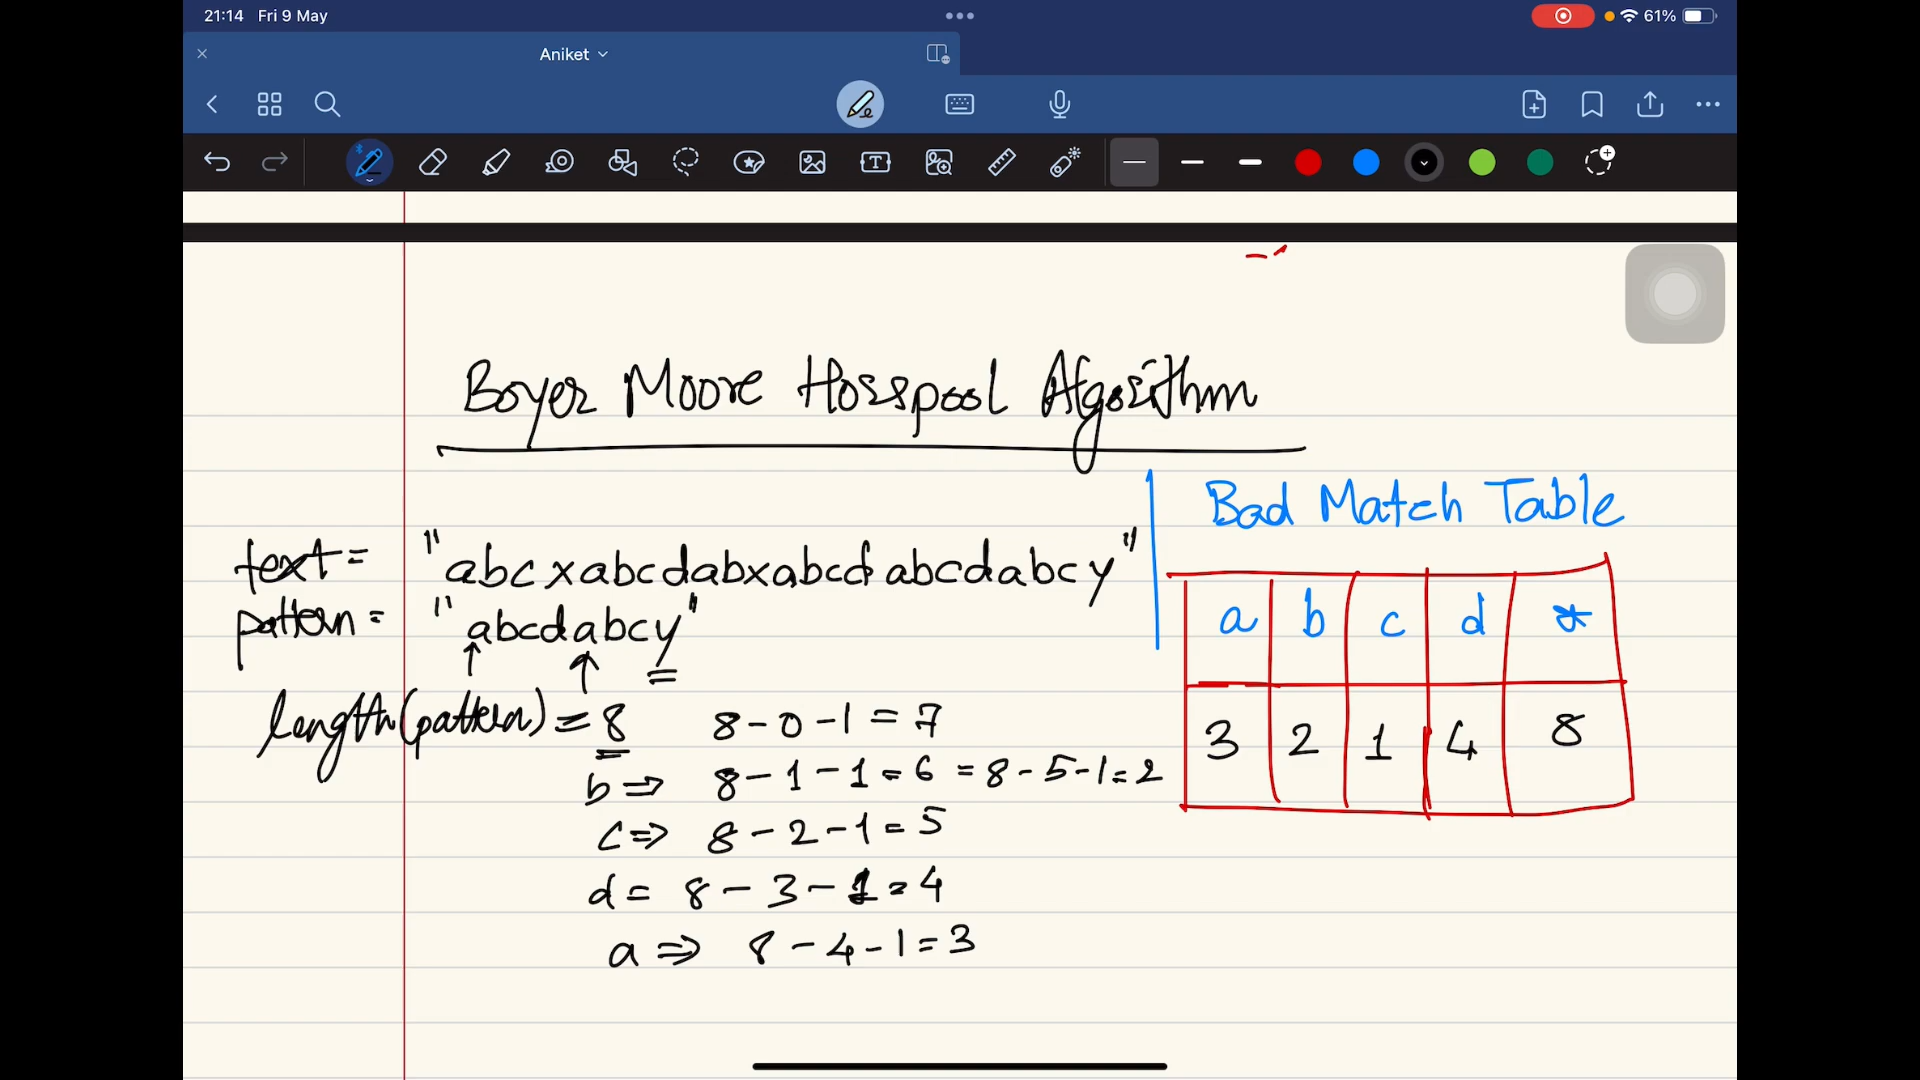 21:14 Fri 9 May
61%
Aniket
Boyer Moore Horspool Algorithm
Bad Match Table
text = "abcxabcdabxabcdabcdabcy"
pattern = "abcdabcy"
a b c d *
length(pattern) = 8 8 - 0 - 1 = 7
3 2 1 4 8
b ⇒ 8 - 1 - 1 = 6 = 8 - 5 - 1 = 2
c ⇒ 8 - 2 - 1 = 5
d = 8 - 3 - 1 = 4
a ⇒ 8 - 4 - 1 = 3